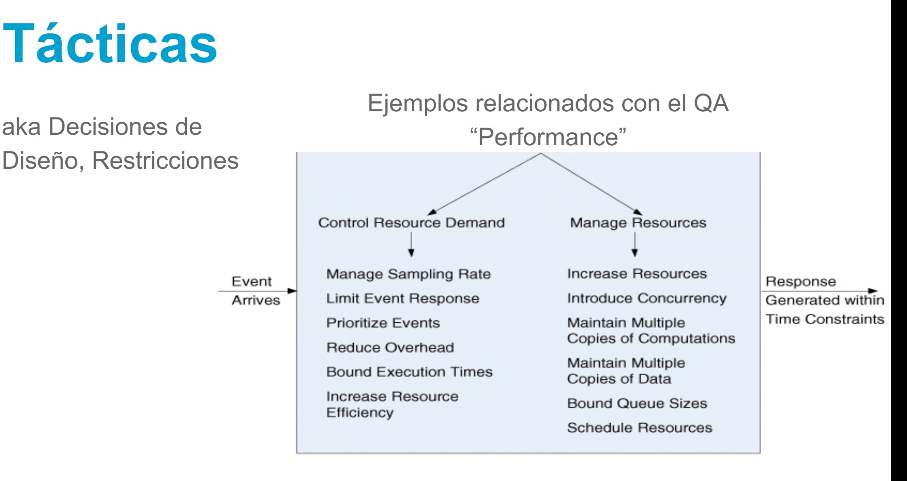 Tácticas
aka Decisiones de
Diseño, Restricciones
Ejemplos relacionados con el QA
“Performance”
Event
Arrives
Control Resource Demand
Manage Sampling Rate
Limit Event Response
Prioritize Events
Reduce Overhead
Bound Execution Times
Increase Resource
Efficiency
Manage Resources
Increase Resources
Introduce Concurrency
Maintain Multiple
Copies of Computations
Maintain Multiple
Copies of Data
Bound Queue Sizes
Schedule Resources
Response
Generated within
Time Constraints